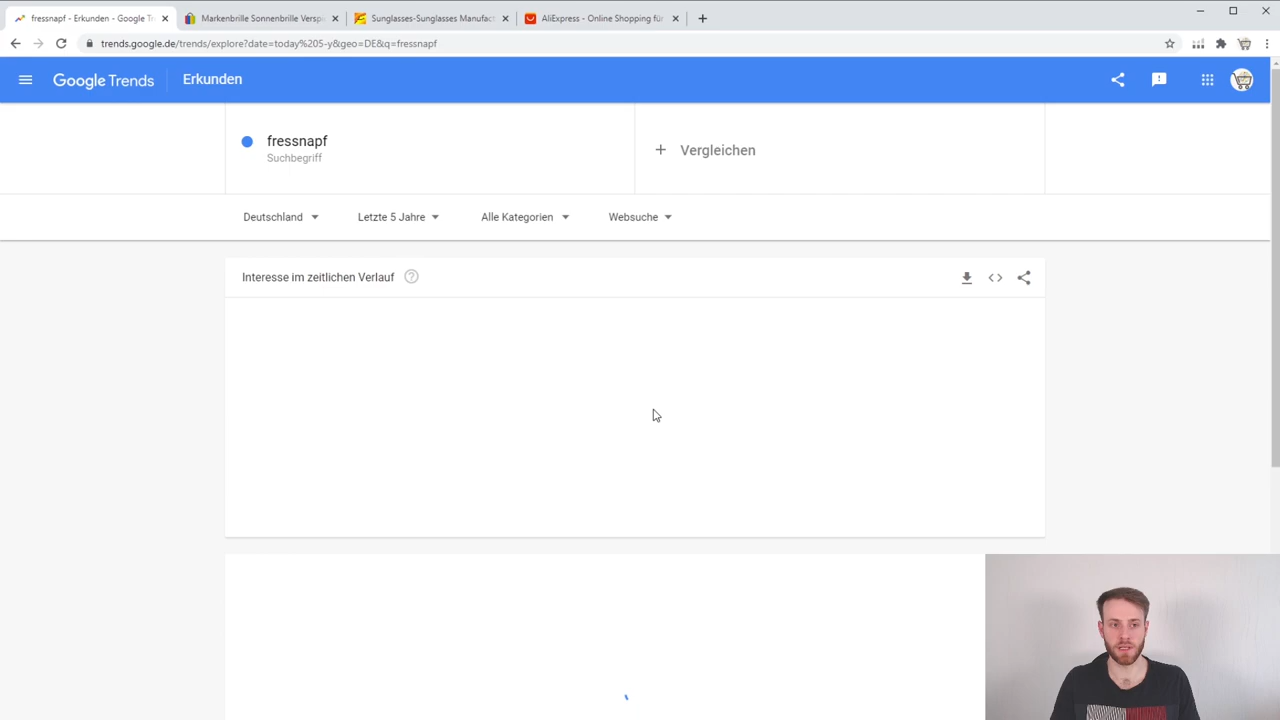 fressnapf - Erkunden - Google Tr
Markenbrille Sonnenbrille Verspi
Sunglasses-Sunglasses Manufact
AliExpress - Online Shopping für
trends.google.de/trends/explore?date=today%205-y&geo=DE&q=fressnapf
Google Trends
Erkunden
fressnapf
Suchbegriff
+ Vergleichen
Deutschland
Letzte 5 Jahre
Alle Kategorien
Websuche
Interesse im zeitlichen Verlauf